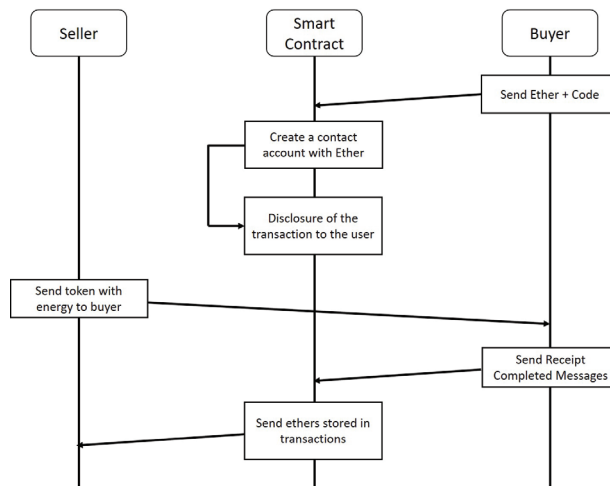 Seller
Smart
Contract
Buyer
Send Ether + Code
Create a contact
account with Ether
Disclosure of the
transaction to the user
Send token with
energy to buyer
Send Receipt
Completed Messages
Send ethers stored in
transactions